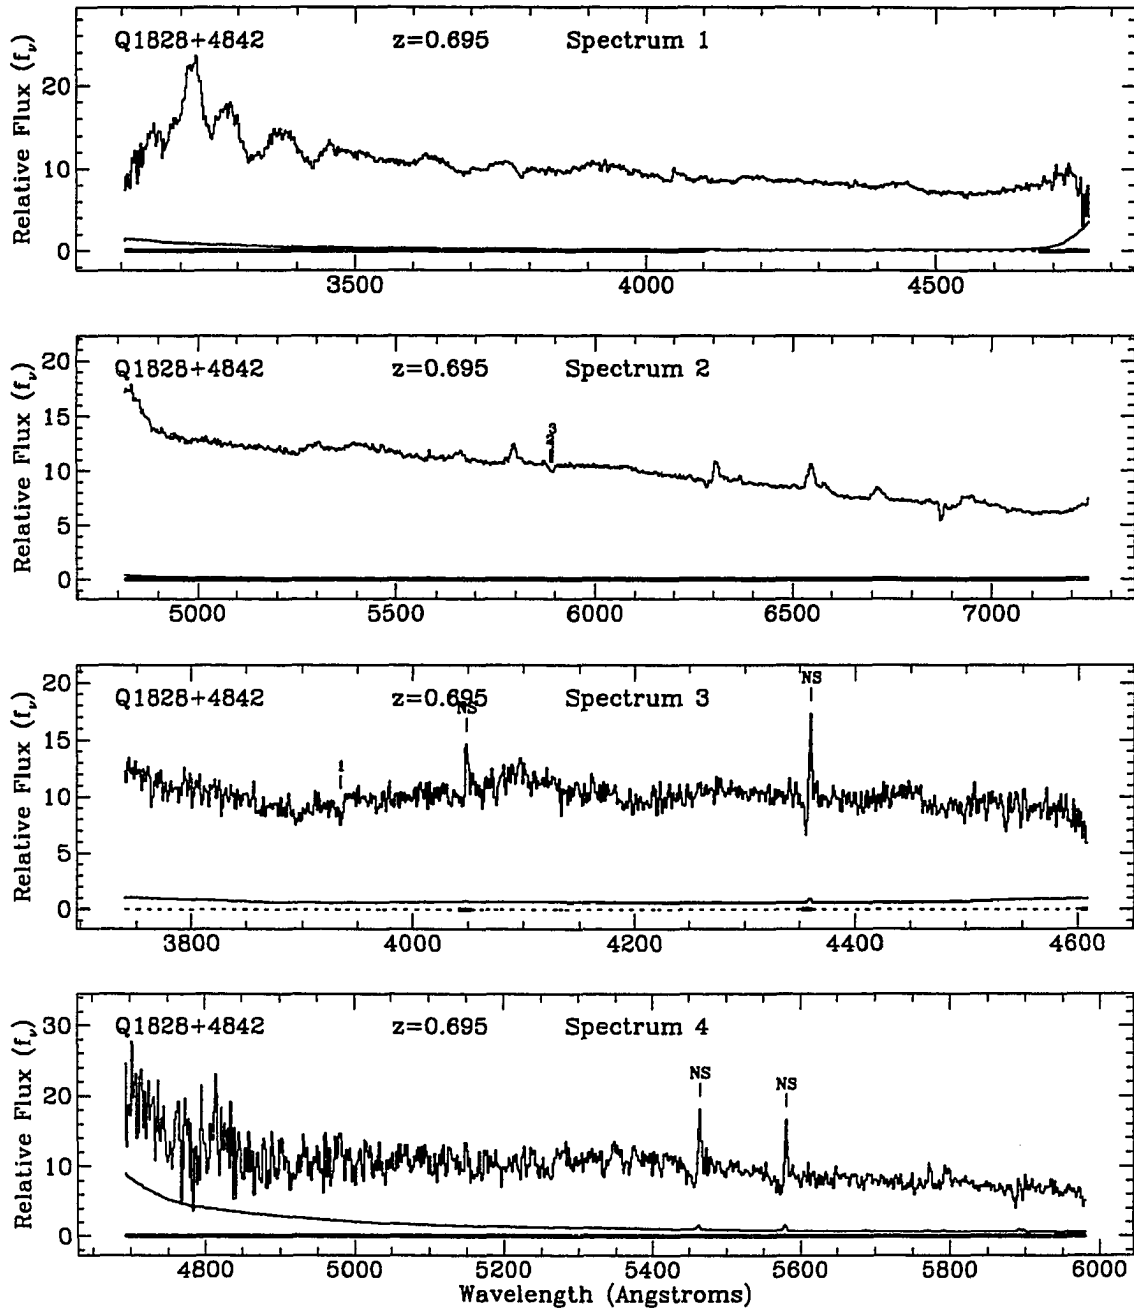 Q1828+4842 z=0.695 Spectrum 1
Relative Flux (fν)
20
10
0
3500 4000 4500
Q1828+4842 z=0.695 Spectrum 2
Relative Flux (fν)
20
15
10
5
0
3
2
5000 5500 6000 6500 7000
Q1828+4842 z=0.695 Spectrum 3
Relative Flux (fν)
20
15
10
5
0
1
NS
NS
3800 4000 4200 4400 4600
Q1828+4842 z=0.695 Spectrum 4
Relative Flux (fν)
30
20
10
0
NS
NS
4800 5000 5200 5400 5600 5800 6000
Wavelength (Angstroms)